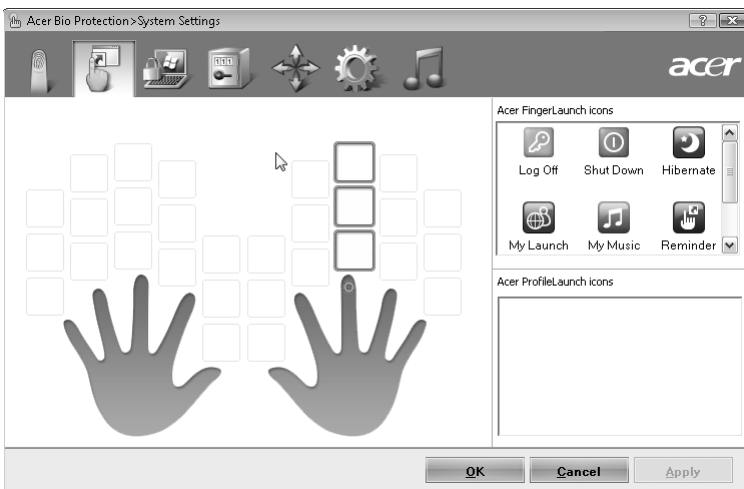 Acer Bio Protection>System Settings
?
acer
111
Acer FingerLaunch icons
Log Off Shut Down Hibernate
My Launch My Music Reminder
Acer ProfileLaunch icons
OK Cancel Apply